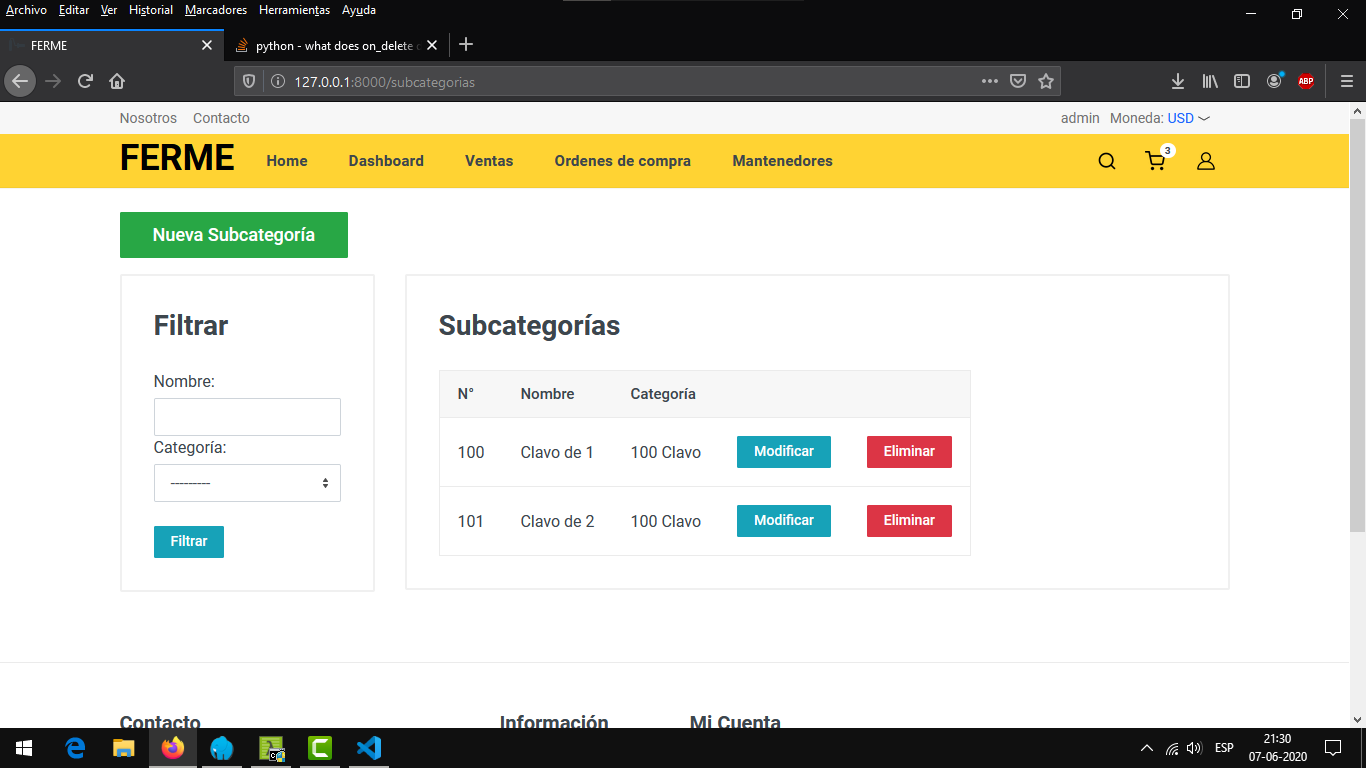 Archivo Editar Ver Historial Marcadores Herramientas Ayuda
FERME
python - what does on_delete
127.0.0.1:8000/subcategorias
ABP
Nosotros Contacto
admin Moneda: USD
FERME Home Dashboard Ventas Ordenes de compra Mantenedores 3
Nueva Subcategoría
Filtrar
Nombre:
Categoría:
---------
Filtrar
Subcategorías
N° Nombre Categoría
100 Clavo de 1 100 Clavo Modificar Eliminar
101 Clavo de 2 100 Clavo Modificar Eliminar
Contacto Información Mi Cuenta
ESP
21:30
07-06-2020